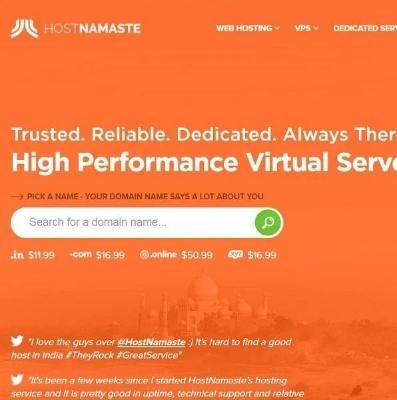 HOSTNAMASTE
WEB HOSTING VPS DEDICATED SERV
Trusted. Reliable. Dedicated. Always Ther
High Performance Virtual Serve
PICK A NAME - YOUR DOMAIN NAME SAYS A LOT ABOUT YOU
Search for a domain name...
.in $11.99 .com $16.99 .online $50.99 .xyz $16.99
"I love the guys over @HostNamaste :) It's hard to find a good
host in India #TheyRock #GreatService"
"It's been a few weeks since I started HostNamaste's hosting
service and It is pretty good in uptime, technical support and relative